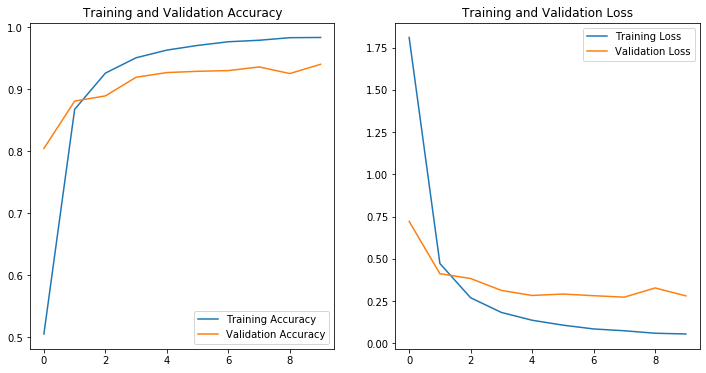 Training and Validation Accuracy
1.0
0.9
0.8
0.7
0.6
0.5
0 2 4 6 8
Training Accuracy
Validation Accuracy
Training and Validation Loss
1.75
1.50
1.25
1.00
0.75
0.50
0.25
0.00
0 2 4 6 8
Training Loss
Validation Loss